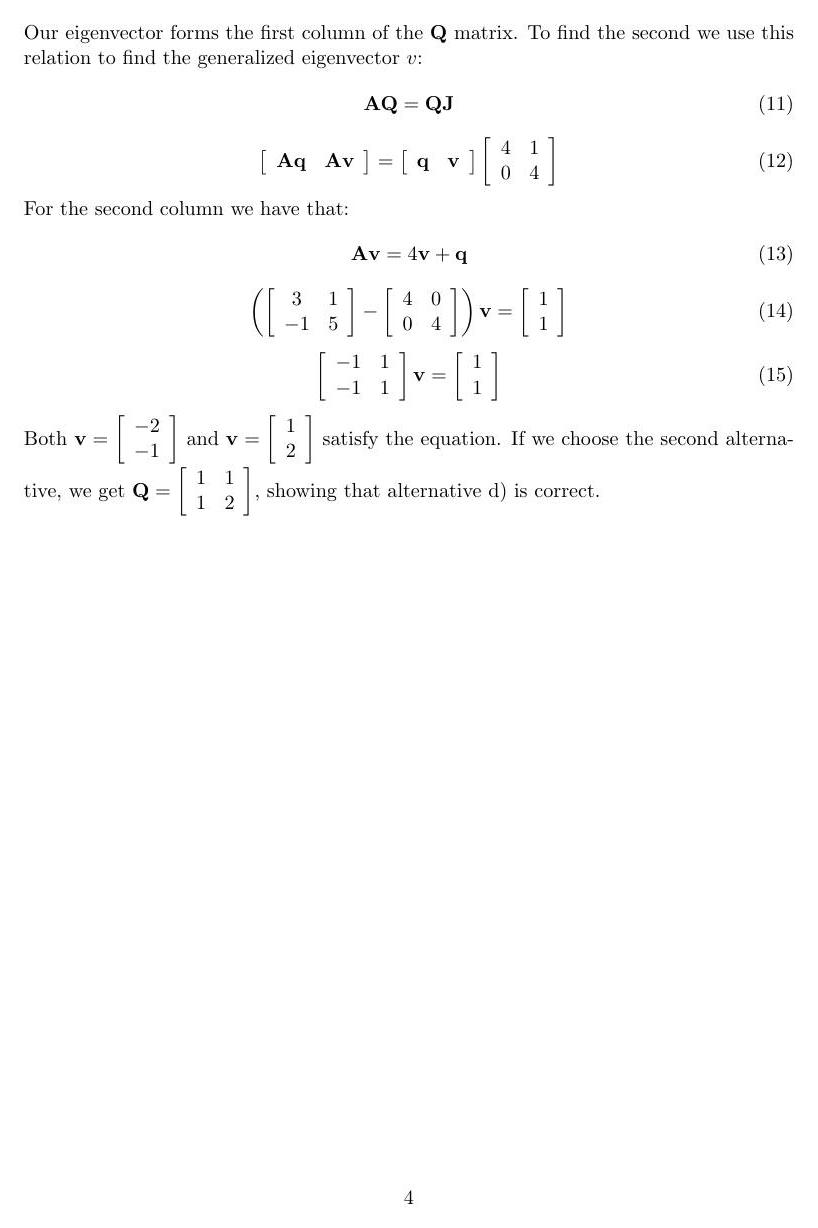 Our eigenvector forms the first column of the Q matrix. To find the second we use this
relation to find the generalized eigenvector v:
AQ = QJ (11)
[ Aq Av ] = [ q v ] [ 4 1
0 4 ] (12)
For the second column we have that:
Av = 4v + q (13)
( [ 3 1
−1 5 ] − [ 4 0
0 4 ] ) v = [ 1
1 ] (14)
[ −1 1
−1 1 ] v = [ 1
1 ] (15)
Both v = [ −2
−1 ] and v = [ 1
2 ] satisfy the equation. If we choose the second alterna-
tive, we get Q = [ 1 1
1 2 ], showing that alternative d) is correct.
4